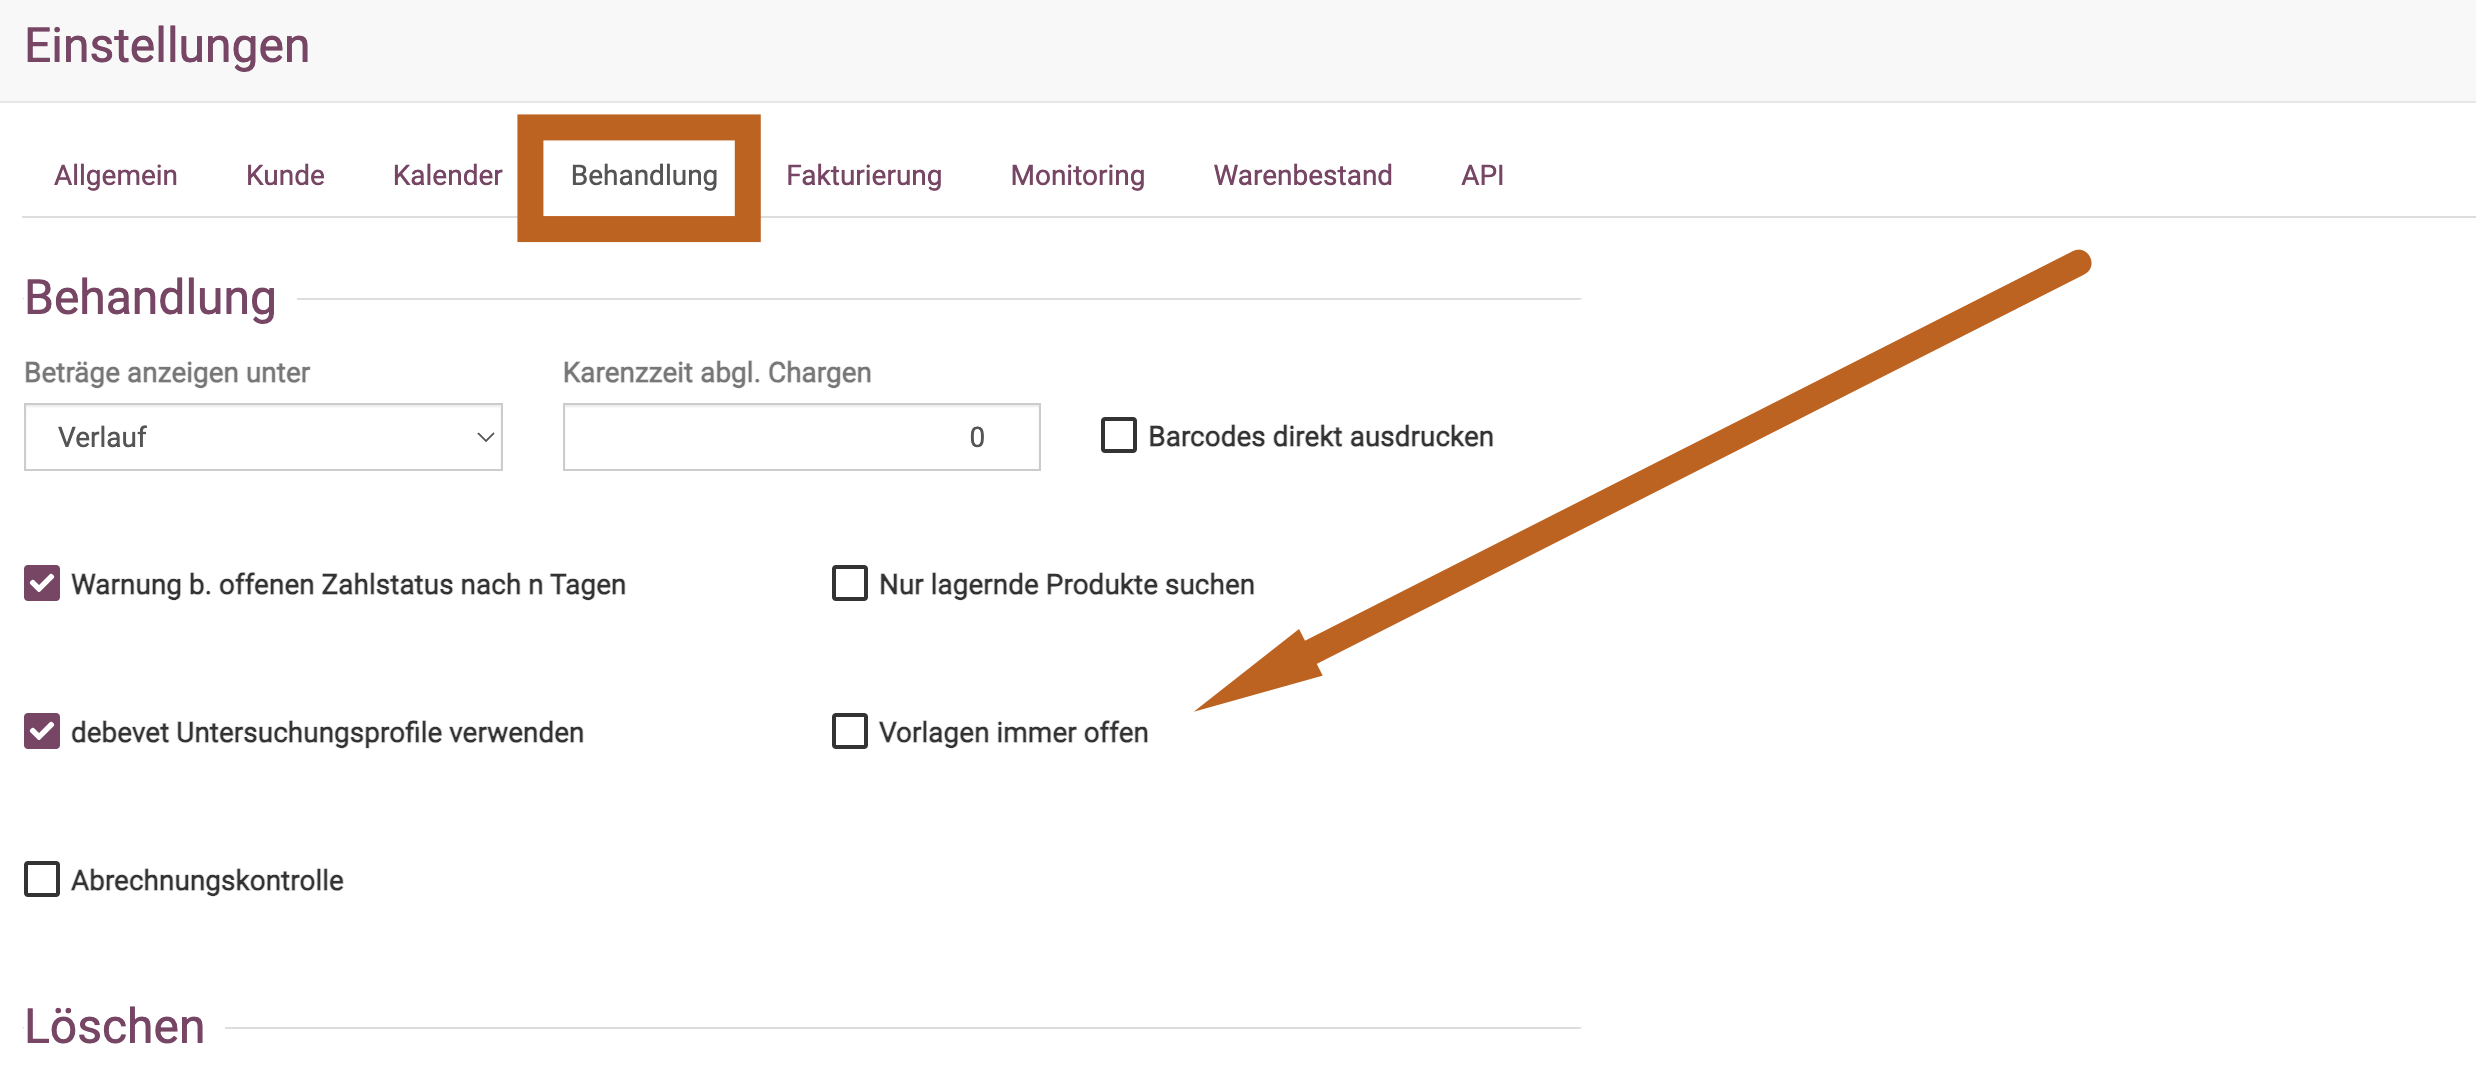 Einstellungen
Allgemein Kunde Kalender Behandlung Fakturierung Monitoring Warenbestand API
Behandlung
Beträge anzeigen unter Karenzzeit abgl. Chargen
Verlauf 0 Barcodes direkt ausdrucken
Warnung b. offenen Zahlstatus nach n Tagen Nur lagernde Produkte suchen
debevet Untersuchungsprofile verwenden Vorlagen immer offen
Abrechnungskontrolle
Löschen